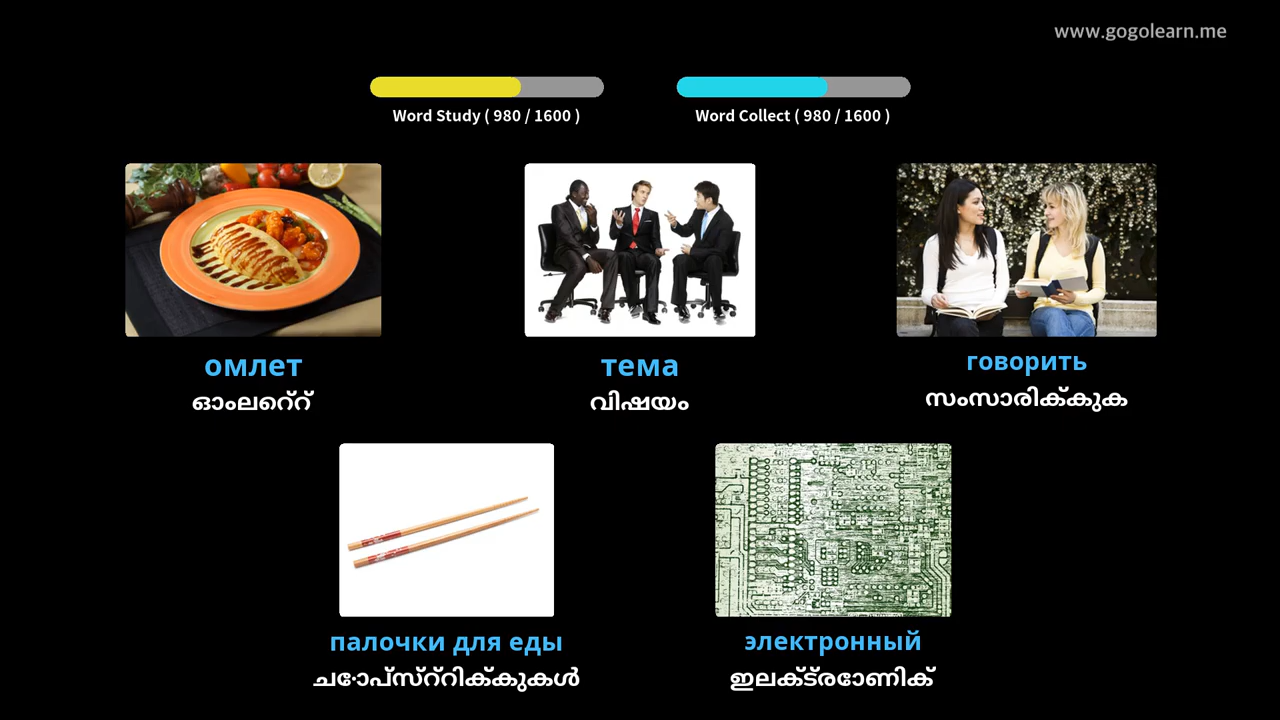 www.gogolearn.me
Word Study ( 980 / 1600 )
Word Collect ( 980 / 1600 )
омлет
ഓംലെറ്റ്
тема
വിഷയം
говорить
സംസാരിക്കുക
палочки для еды
ചോപ്സ്റ്റിക്കുകൾ
электронный
ഇലക്ട്രോണിക്